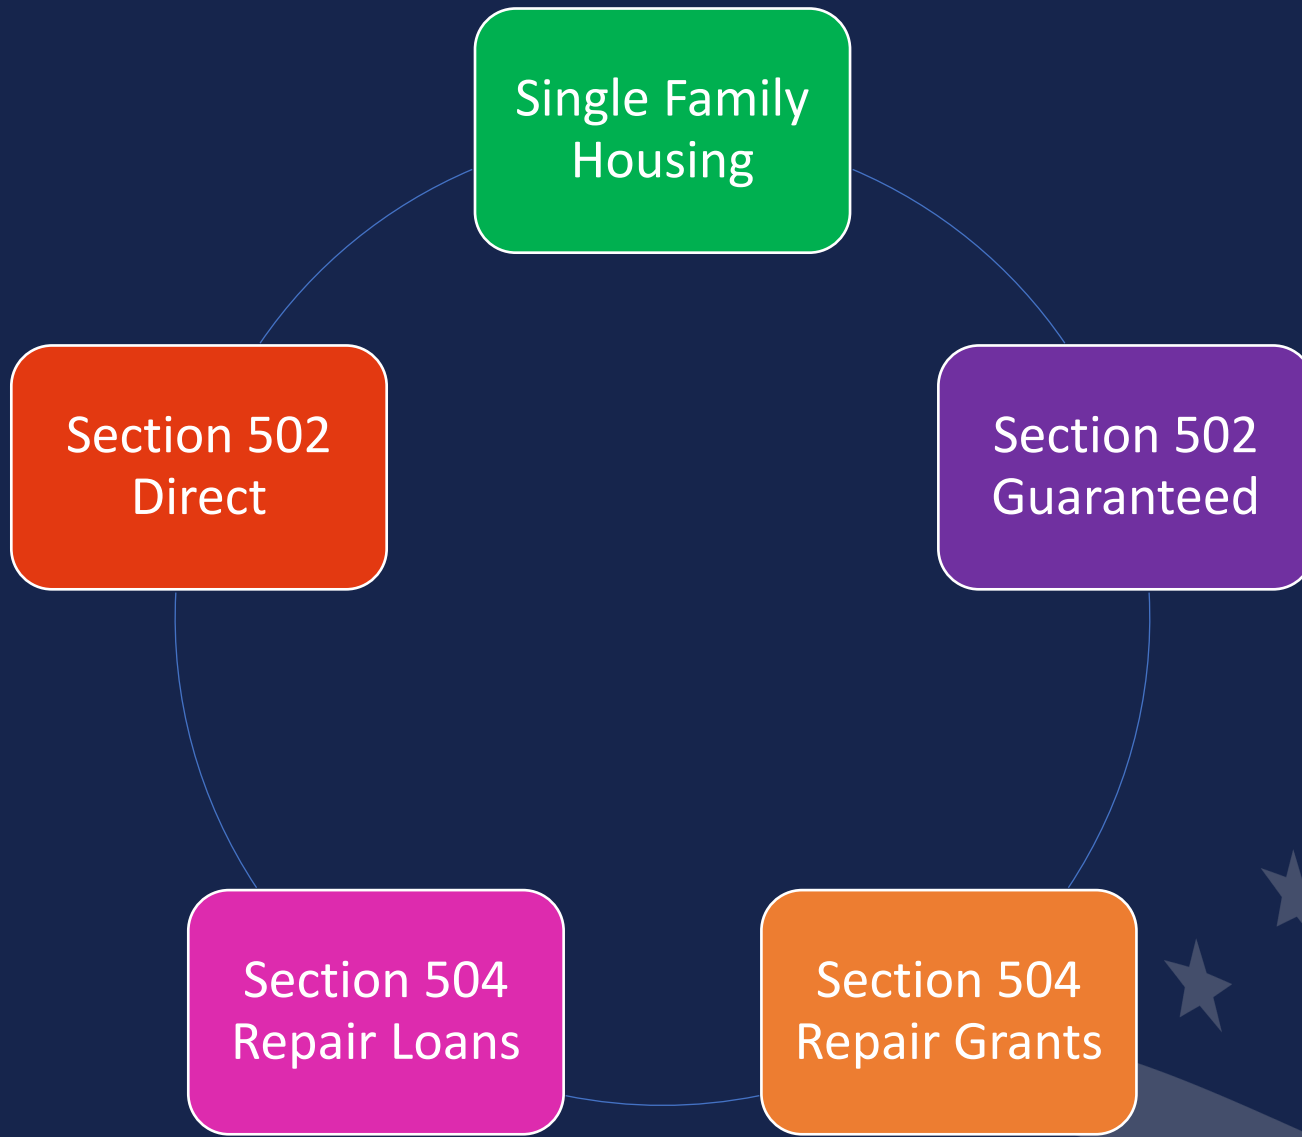 Single Family
Housing
Section 502
Direct
Section 502
Guaranteed
Section 504
Repair Loans
Section 504
Repair Grants